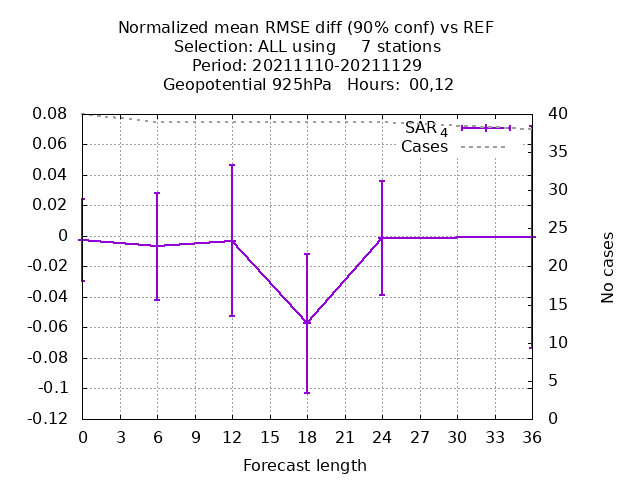 Normalized mean RMSE diff (90% conf) vs REF
Selection: ALL using     7 stations
Period: 20211110-20211129
Geopotential 925hPa   Hours:  00,12
0.08
0.06
0.04
0.02
0
-0.02
-0.04
-0.06
-0.08
-0.1
-0.12
SAR4
Cases
40
35
30
25
20
15
10
5
0
No cases
0 3 6 9 12 15 18 21 24 27 30 33 36
Forecast length